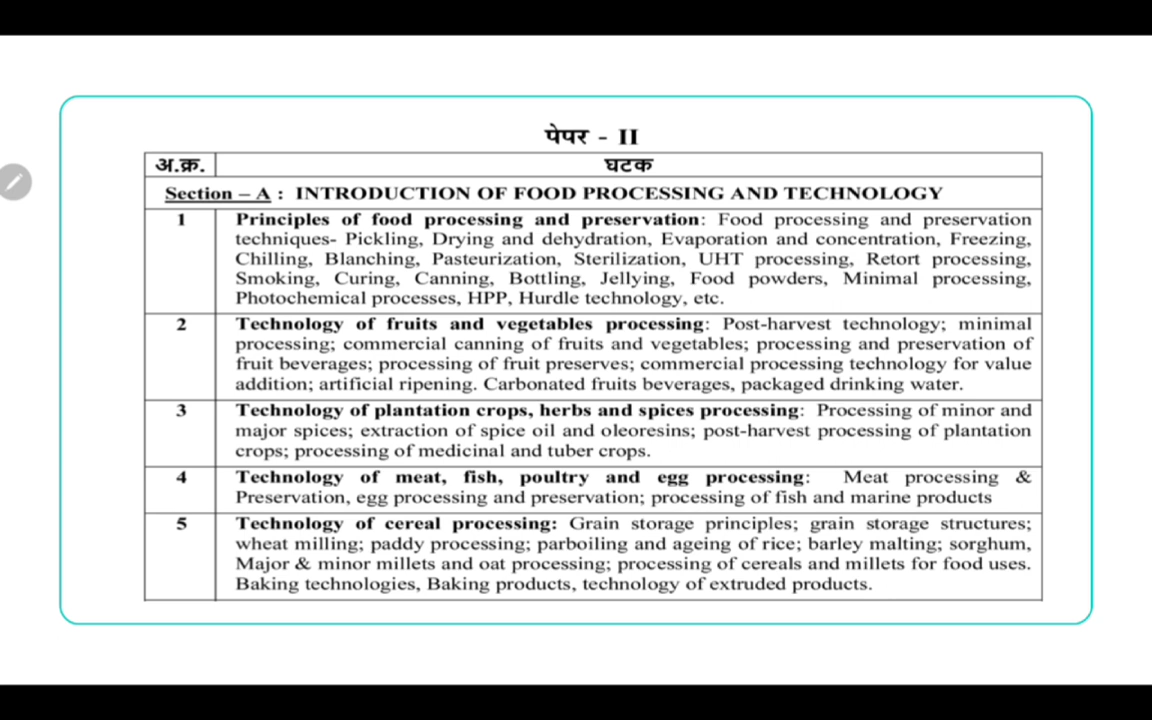 पेपर - II
अ.क्र. घटक
Section – A : INTRODUCTION OF FOOD PROCESSING AND TECHNOLOGY
1 Principles of food processing and preservation: Food processing and preservation
techniques- Pickling, Drying and dehydration, Evaporation and concentration, Freezing,
Chilling, Blanching, Pasteurization, Sterilization, UHT processing, Retort processing,
Smoking, Curing, Canning, Bottling, Jellying, Food powders, Minimal processing,
Photochemical processes, HPP, Hurdle technology, etc.
2 Technology of fruits and vegetables processing: Post-harvest technology; minimal
processing; commercial canning of fruits and vegetables; processing and preservation of
fruit beverages; processing of fruit preserves; commercial processing technology for value
addition; artificial ripening. Carbonated fruits beverages, packaged drinking water.
3 Technology of plantation crops, herbs and spices processing: Processing of minor and
major spices; extraction of spice oil and oleoresins; post-harvest processing of plantation
crops; processing of medicinal and tuber crops.
4 Technology of meat, fish, poultry and egg processing: Meat processing &
Preservation, egg processing and preservation; processing of fish and marine products
5 Technology of cereal processing: Grain storage principles; grain storage structures;
wheat milling; paddy processing; parboiling and ageing of rice; barley malting; sorghum,
Major & minor millets and oat processing; processing of cereals and millets for food uses.
Baking technologies, Baking products, technology of extruded products.